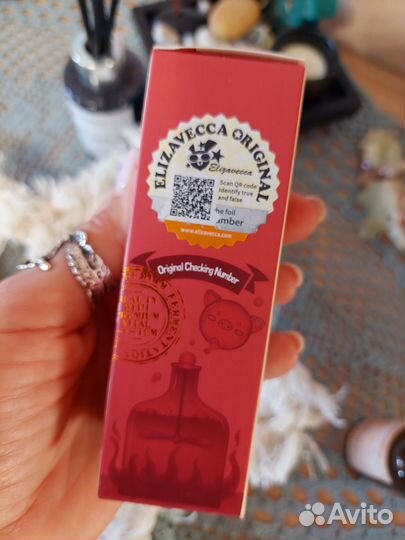 ELIZAVECCA ORIGINAL
Elizavecca
Scan QR code
Identify true
and false
he foil
umber
www.elizavecca.com
Original Checking Number
Avito